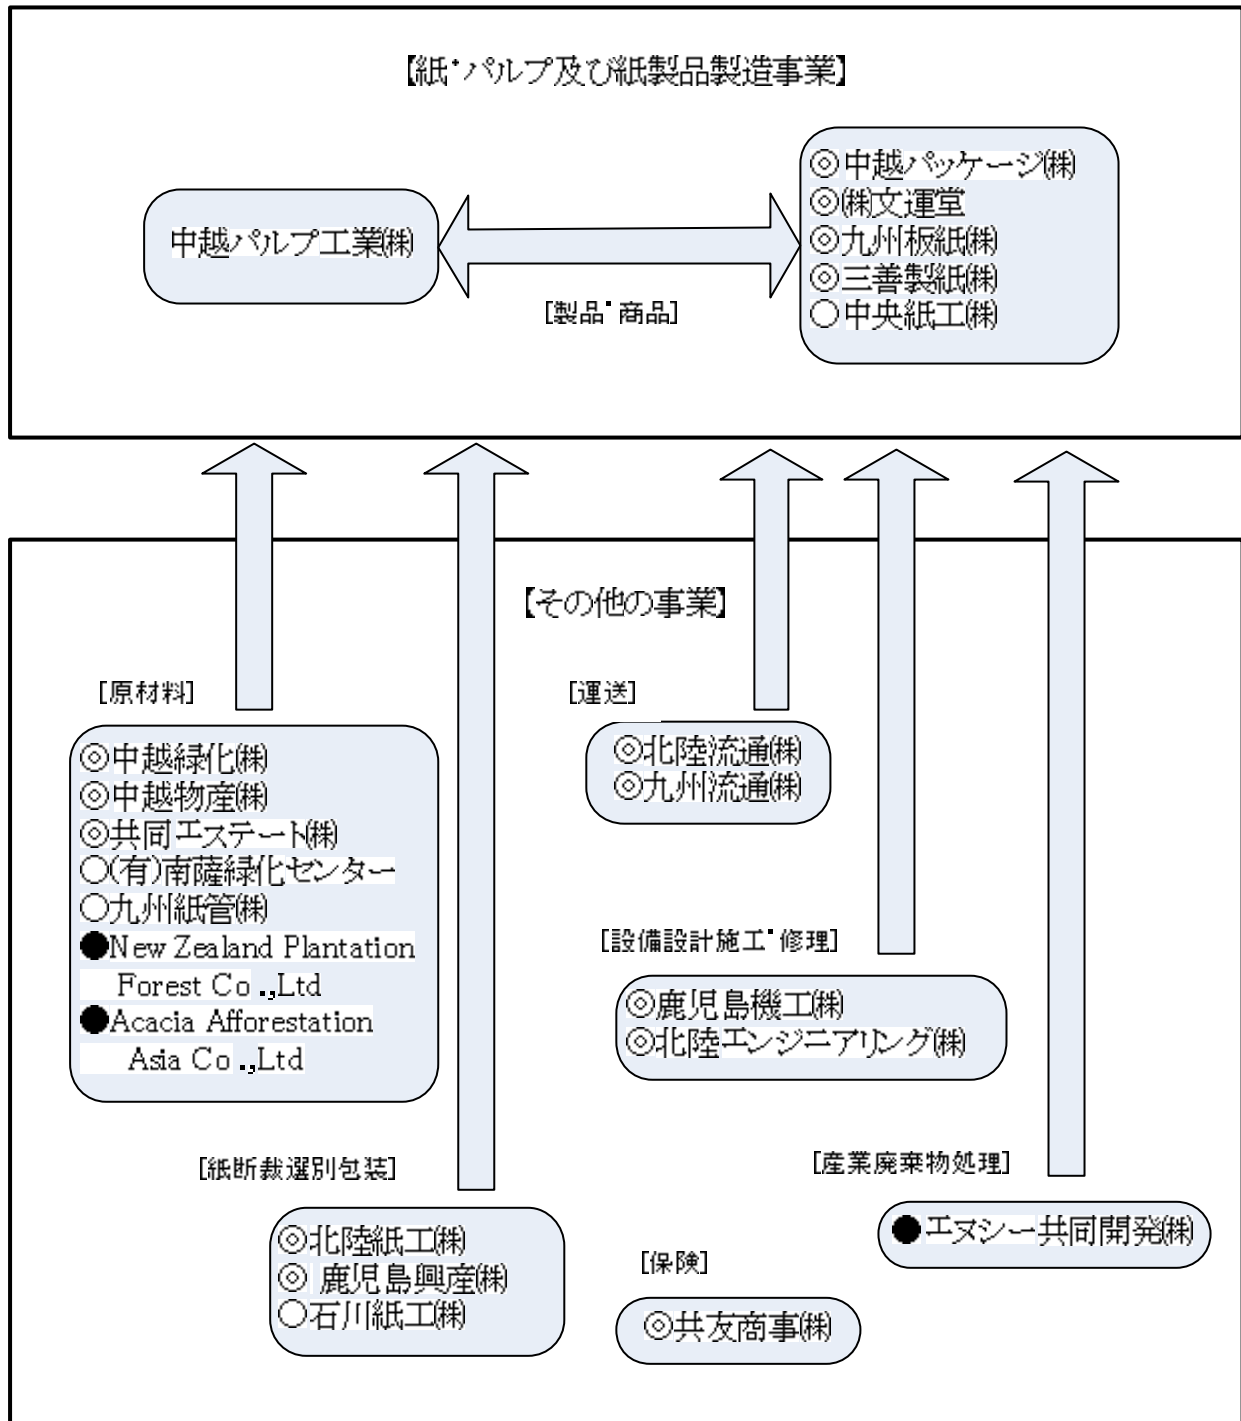 【紙・パルプ及び紙製品製造事業】
中越パルプ工業㈱
[製品・商品]
◎中越パッケージ㈱
◎㈱文運堂
◎九州板紙㈱
◎三善製紙㈱
○中央紙工㈱
【その他の事業】
[原材料]
◎中越緑化㈱
◎中越物産㈱
◎共同エステート㈱
○(有)南薩緑化センター
○九州紙管㈱
●New Zealand Plantation
Forest Co .,Ltd
●Acacia Afforestation
Asia Co .,Ltd
[運送]
◎北陸流通㈱
◎九州流通㈱
[設備設計施工・修理]
◎鹿児島機工㈱
◎北陸エンジニアリング㈱
[紙断裁選別包装]
◎北陸紙工㈱
◎ 鹿児島興産㈱
○石川紙工㈱
[保険]
◎共友商事㈱
[産業廃棄物処理]
●エヌシー共同開発㈱